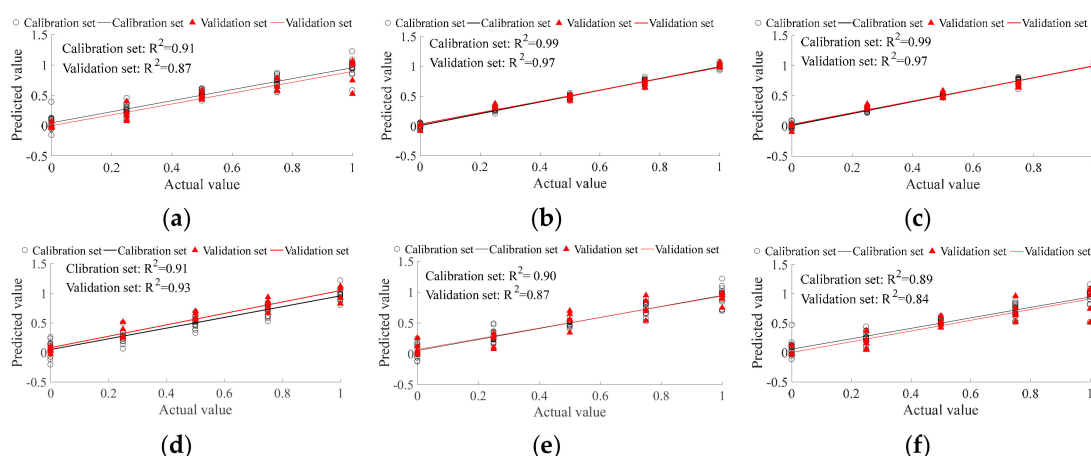 ○ Calibration set — Calibration set ▲ Validation set — Validation set
Calibration set: R²=0.91
Validation set: R²=0.87
Predicted value
1.5
1
0.5
0
-0.5
0 0.2 0.4 0.6 0.8 1
Actual value
(a)
○ Calibration set — Calibration set ▲ Validation set — Validation set
Calibration set: R²=0.99
Validation set: R²=0.97
Predicted value
1.5
1
0.5
0
-0.5
0 0.2 0.4 0.6 0.8 1
Actual value
(b)
○ Calibration set — Calibration set ▲ Validation set — Validation set
Calibration set: R²=0.99
Validation set: R²=0.97
Predicted value
1.5
1
0.5
0
-0.5
0 0.2 0.4 0.6 0.8
Actual value
(c)
○ Calibration set — Calibration set ▲ Validation set — Validation set
Clibration set: R²=0.91
Validation set: R²=0.93
Predicted value
1.5
1
0.5
0
-0.5
0 0.2 0.4 0.6 0.8 1
Actual value
(d)
○ Calibration set — Calibration set ▲ Validation set — Validation set
Calibration set: R²= 0.90
Validation set: R²=0.87
Predicted value
1.5
1
0.5
0
-0.5
0 0.2 0.4 0.6 0.8 1
Actual value
(e)
○ Calibration set — Calibration set ▲ Validation set — Validation set
Calibration set: R²=0.89
Validation set: R²=0.84
Predicted value
1.5
1
0.5
0
-0.5
0 0.2 0.4 0.6 0.8 1
Actual value
(f)